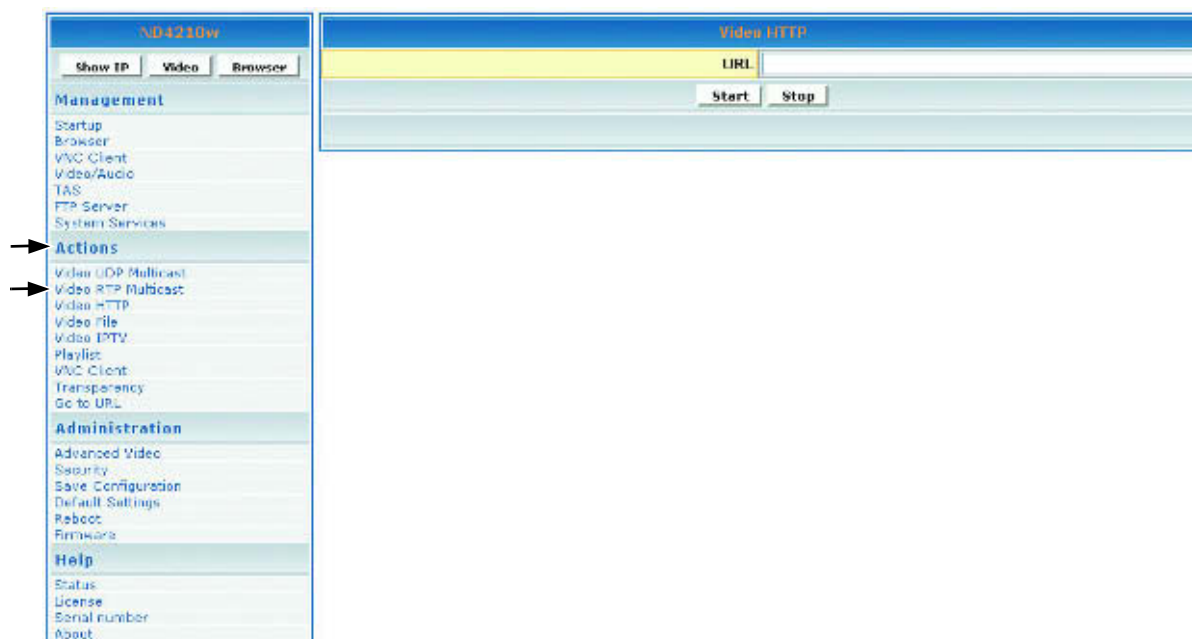 ND4210w
Show IP Video Browser
Management
Startup
Browser
VNC Client
Video/Audio
TAS
FTP Server
System Services
Actions
Video UDP Multicast
Video RTP Multicast
Video HTTP
Video File
Video IPTV
Playlist
VNC Client
Transparency
Go to URL
Administration
Advanced Video
Security
Save Configuration
Default Settings
Reboot
Firmware
Help
Status
License
Serial number
About
Video HTTP
URL
Start Stop